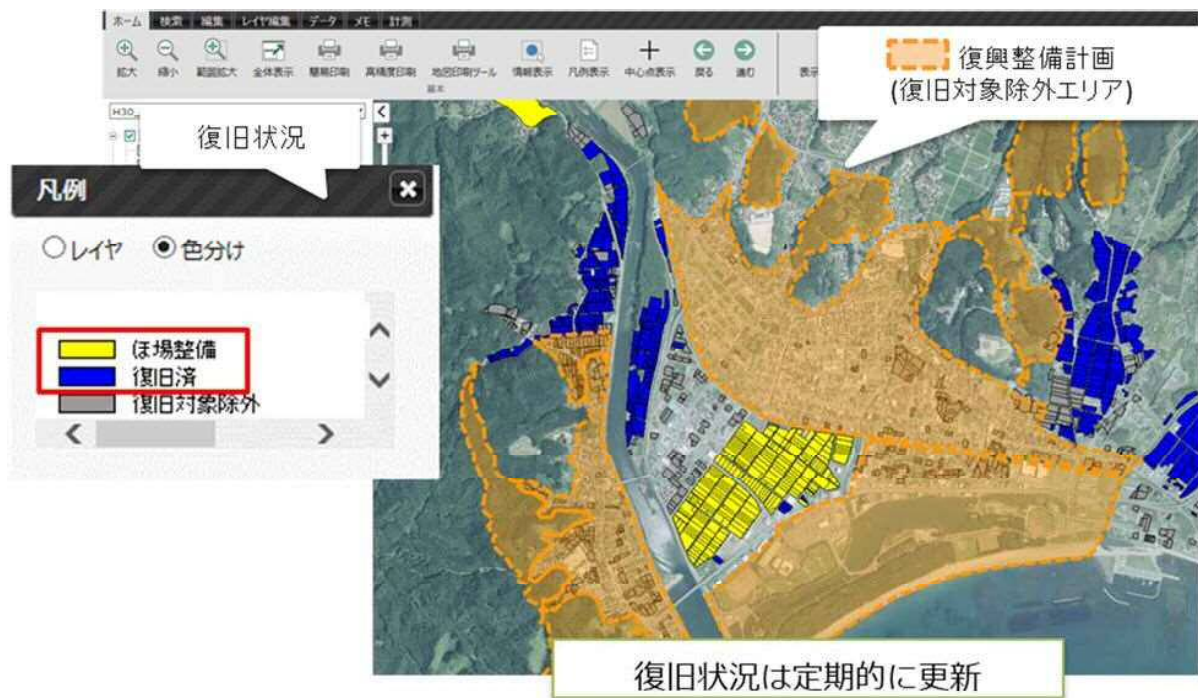 ホーム 検索 編集 レイヤ編集 データ メモ 計測
拡大 縮小 範囲拡大 全体表示 簡易印刷 高精度印刷 地図印刷ツール 情報表示 凡例表示 中心点表示 戻る 進む
基本
復興整備計画
(復旧対象除外エリア)
H30
復旧状況
凡例
レイヤ 色分け
ほ場整備
復旧済
復旧対象除外
復旧状況は定期的に更新